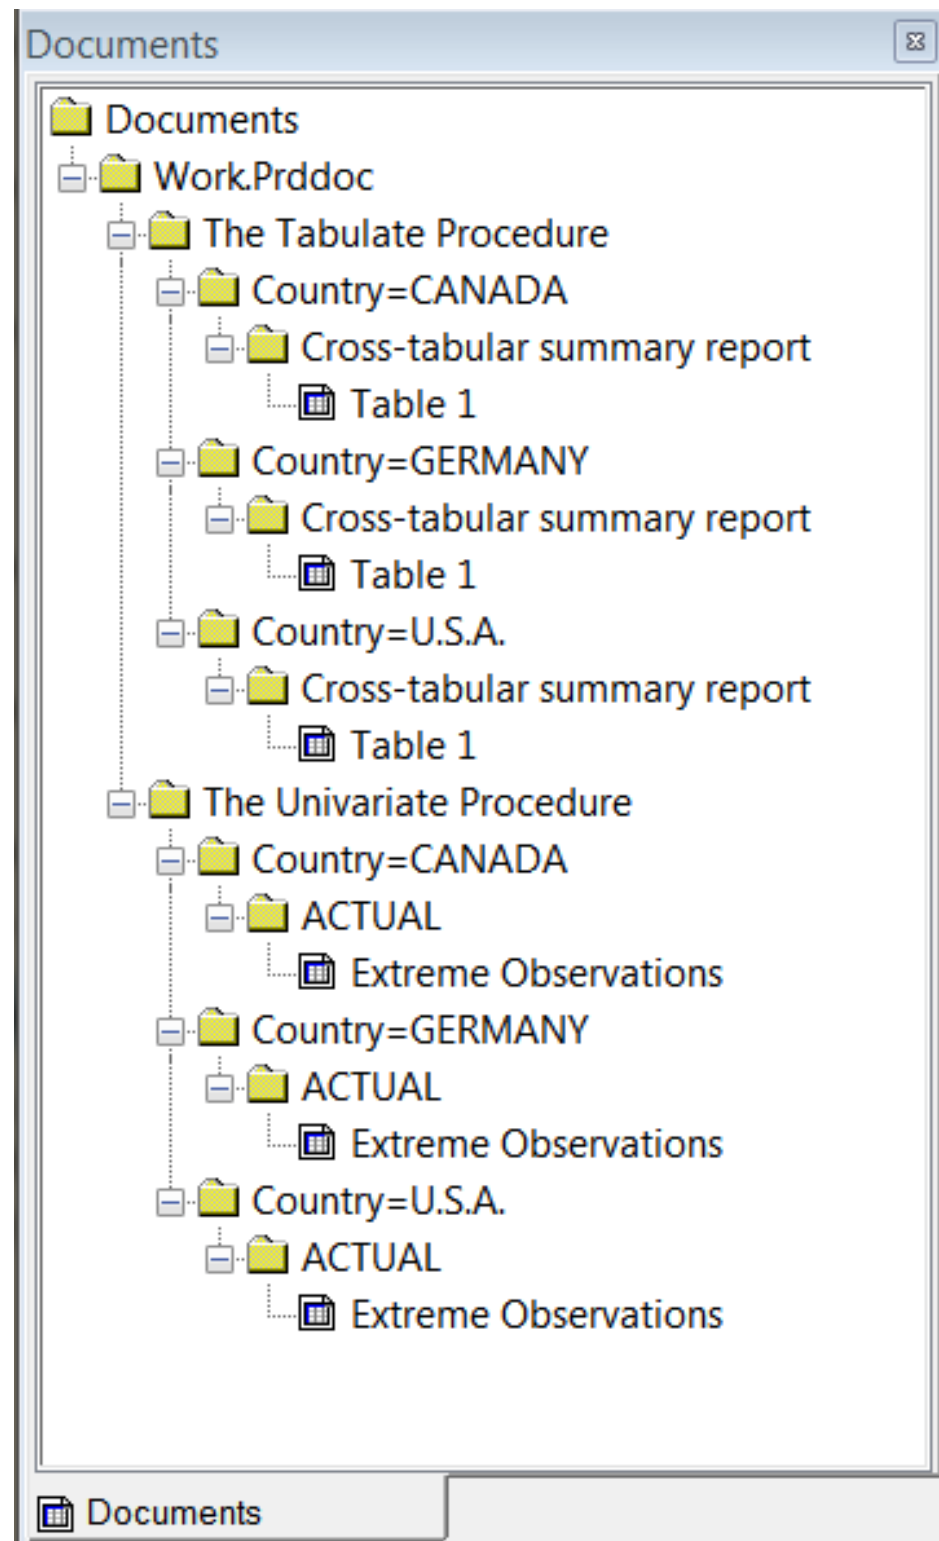 Documents
Documents
Work.Prddoc
The Tabulate Procedure
Country=CANADA
Cross-tabular summary report
Table 1
Country=GERMANY
Cross-tabular summary report
Table 1
Country=U.S.A.
Cross-tabular summary report
Table 1
The Univariate Procedure
Country=CANADA
ACTUAL
Extreme Observations
Country=GERMANY
ACTUAL
Extreme Observations
Country=U.S.A.
ACTUAL
Extreme Observations
Documents